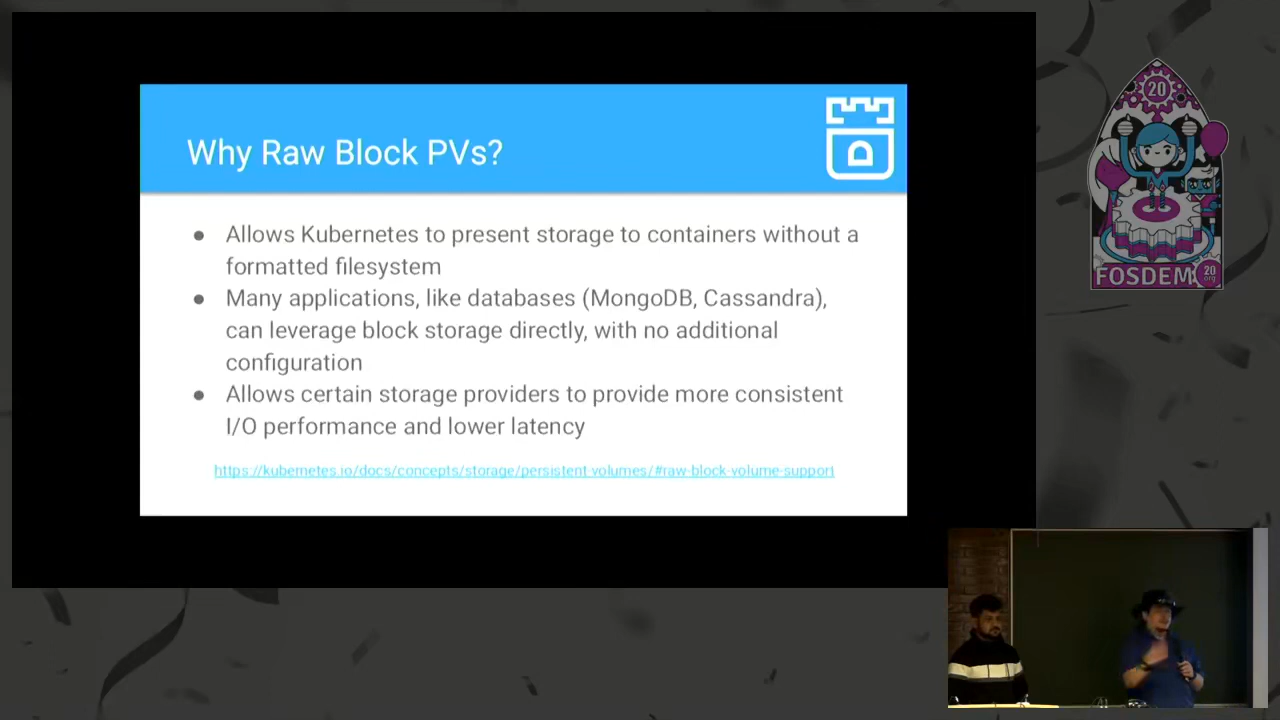 Why Raw Block PVs?
● Allows Kubernetes to present storage to containers without a
formatted filesystem
● Many applications, like databases (MongoDB, Cassandra),
can leverage block storage directly, with no additional
configuration
● Allows certain storage providers to provide more consistent
I/O performance and lower latency
https://kubernetes.io/docs/concepts/storage/persistent-volumes/#raw-block-volume-support
20
FOSDEM
20
.org